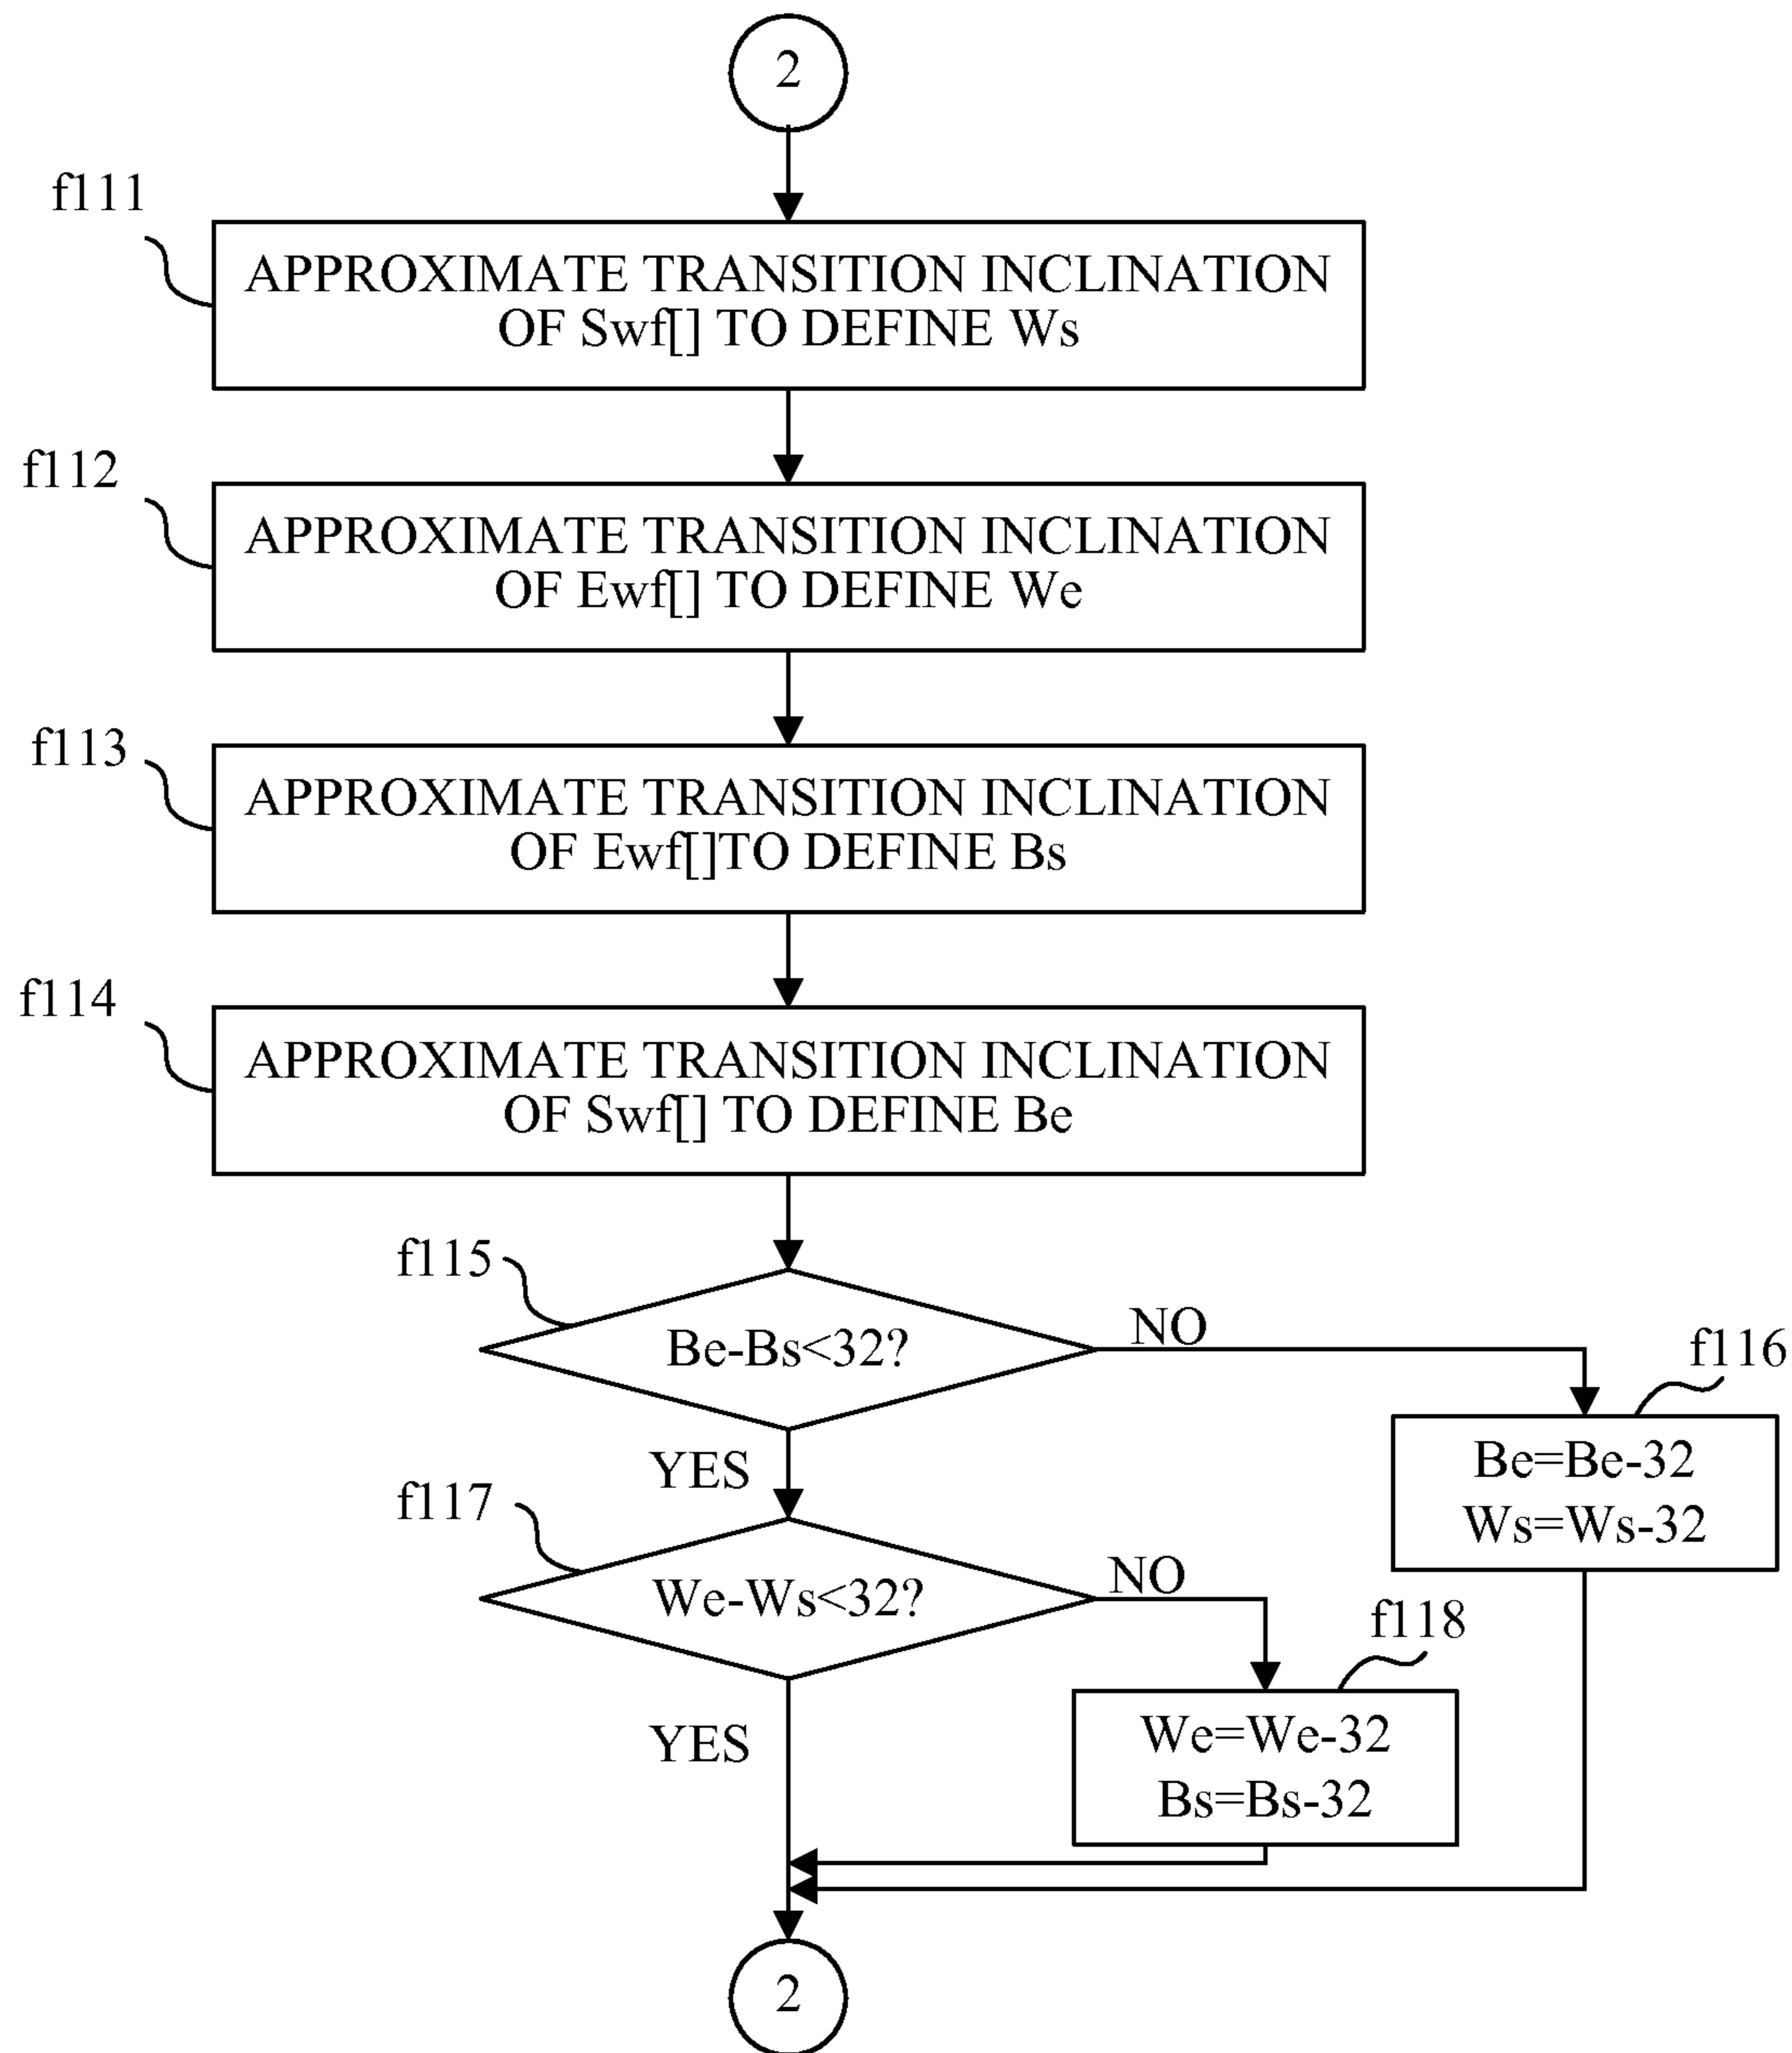 2
f111
APPROXIMATE TRANSITION INCLINATION
OF Swf[] TO DEFINE Ws
f112
APPROXIMATE TRANSITION INCLINATION
OF Ewf[] TO DEFINE We
f113
APPROXIMATE TRANSITION INCLINATION
OF Ewf[]TO DEFINE Bs
f114
APPROXIMATE TRANSITION INCLINATION
OF Swf[] TO DEFINE Be
f115
Be-Bs<32?
NO
f116
Be=Be-32
Ws=Ws-32
YES
f117
We-Ws<32?
NO
f118
We=We-32
Bs=Bs-32
YES
2